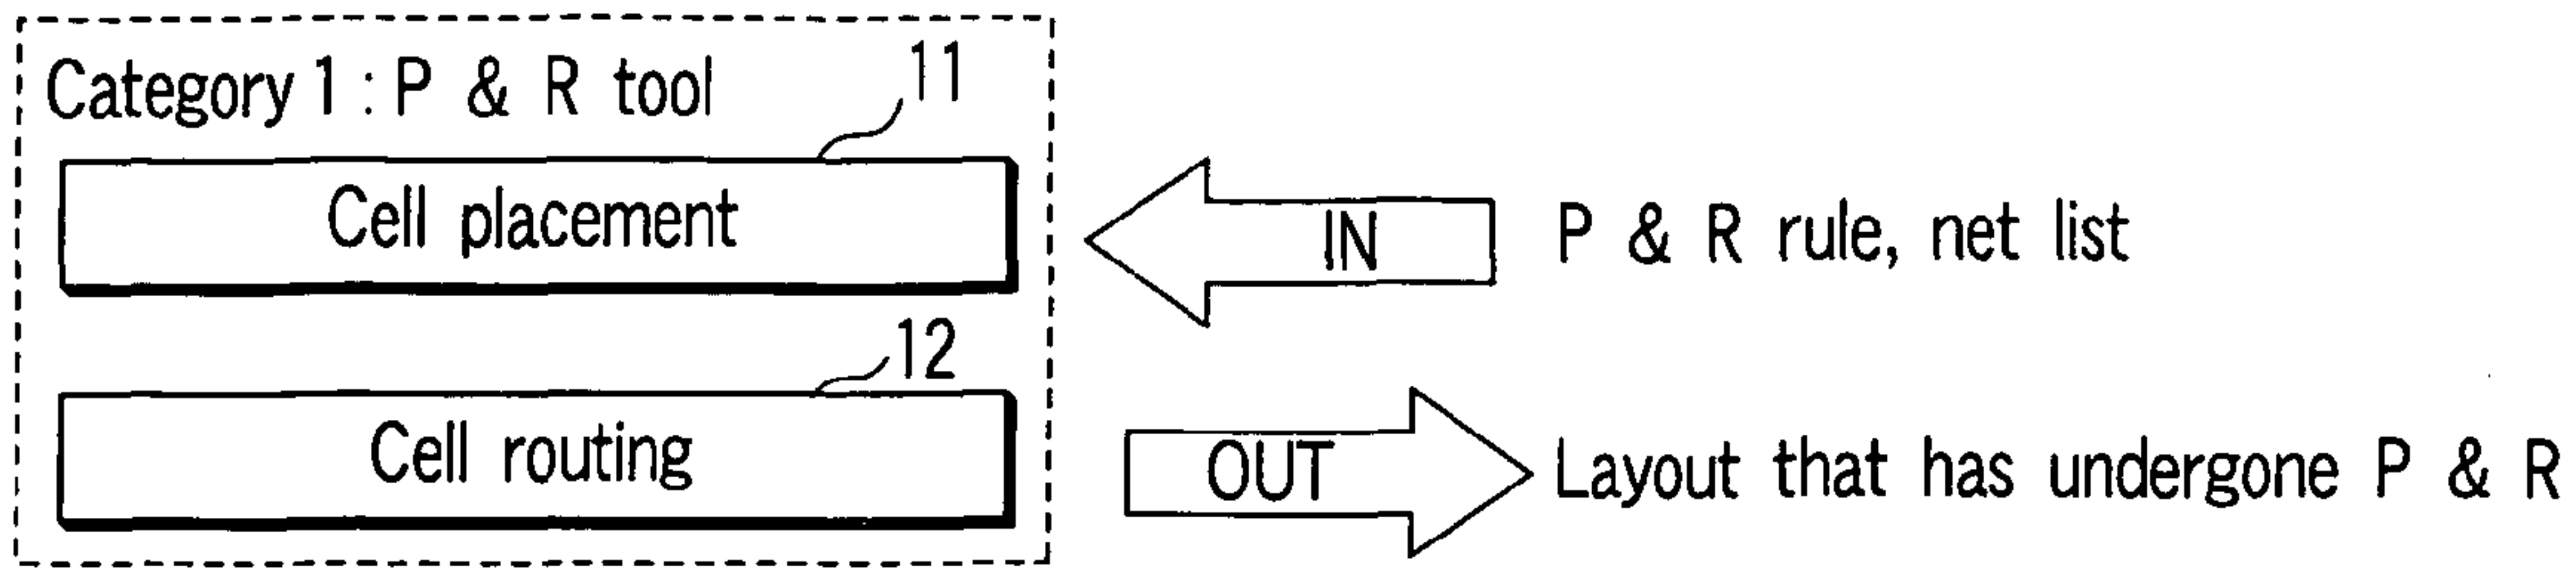 Category 1 : P & R tool
11
Cell placement
IN
P & R rule, net list
12
Cell routing
OUT
Layout that has undergone P & R